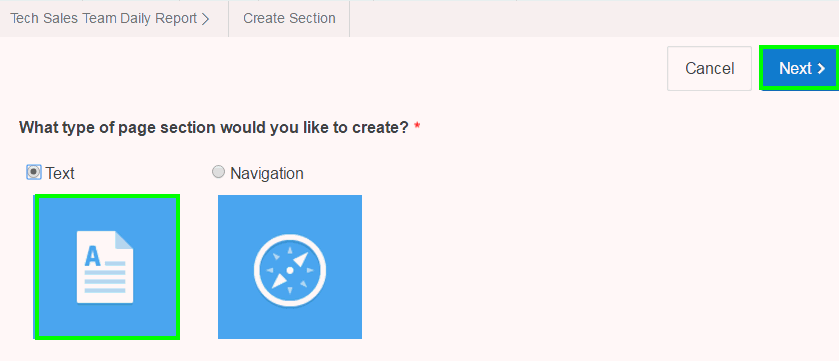 Tech Sales Team Daily Report > Create Section
Cancel Next >
What type of page section would you like to create? *
Text Navigation
A